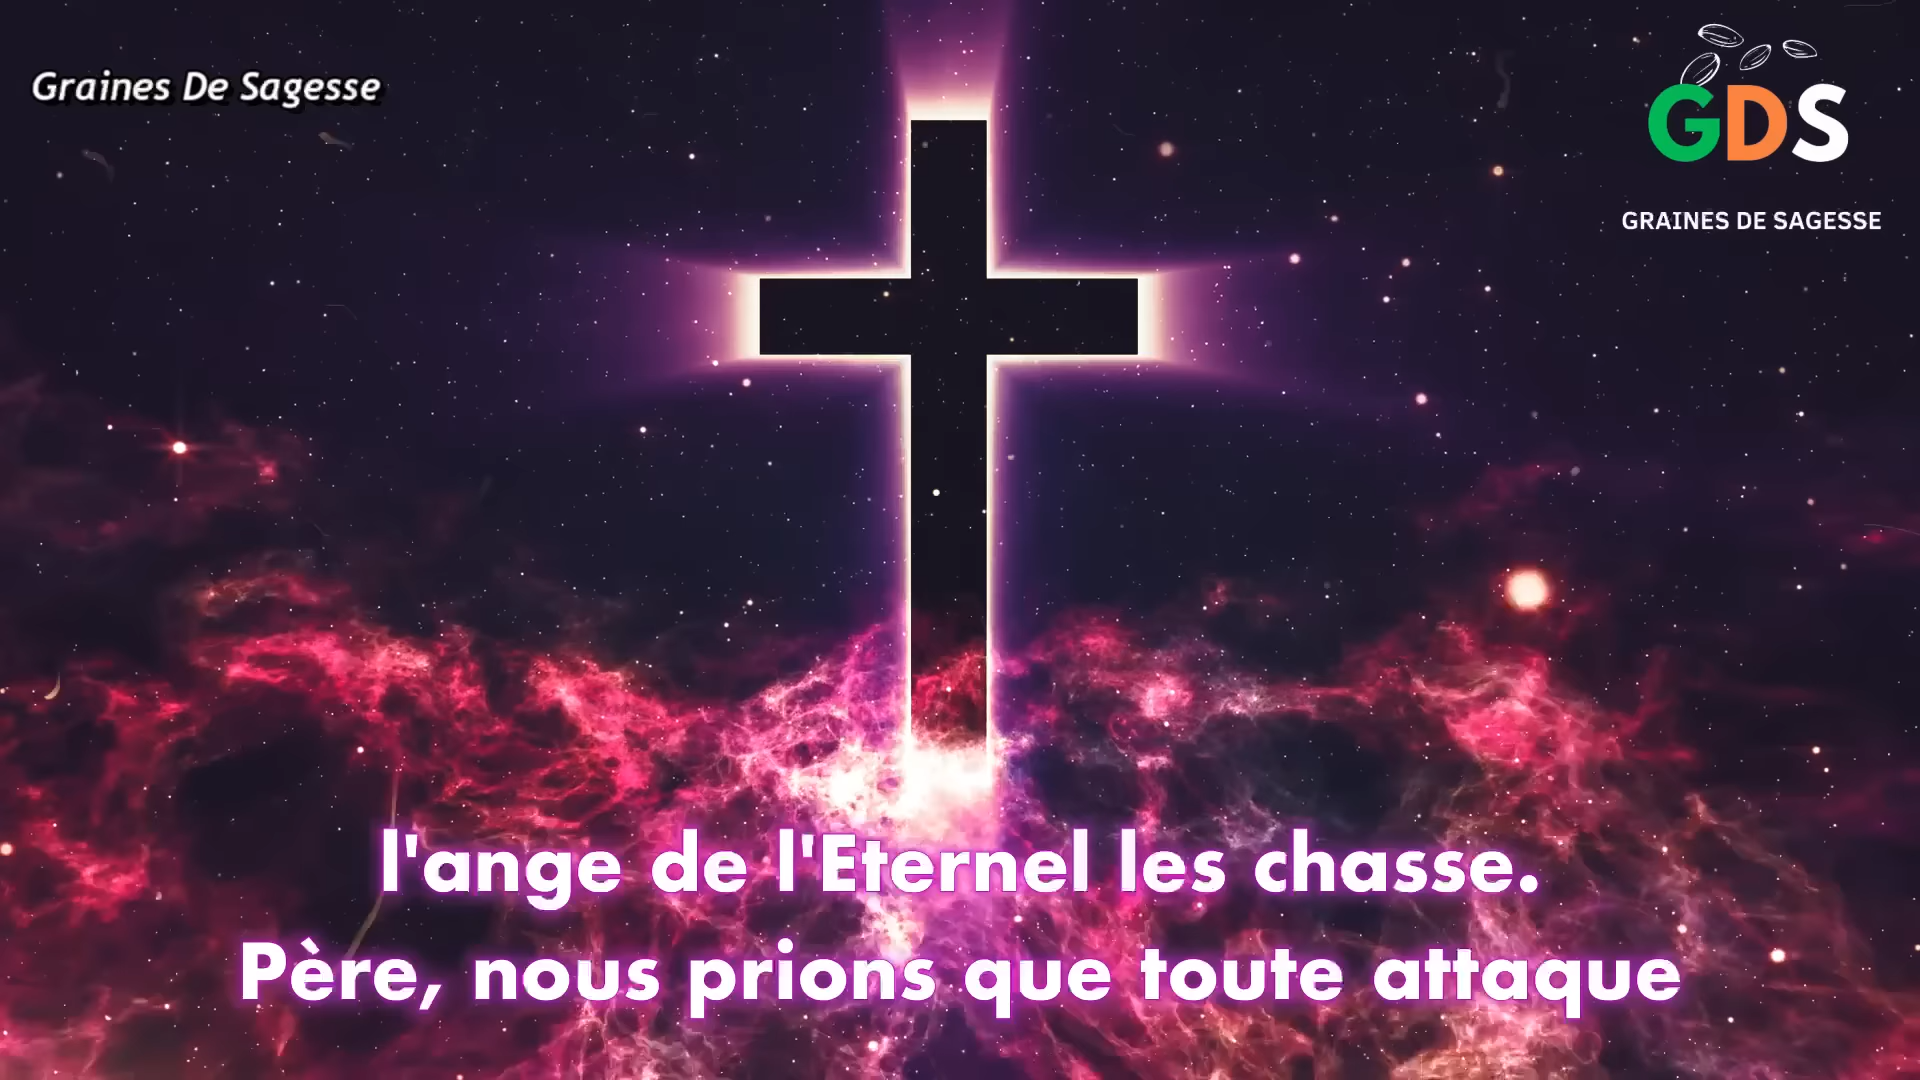 Graines De Sagesse
GDS
GRAINES DE SAGESSE
l'ange de l'Eternel les chasse.
Père, nous prions que toute attaque